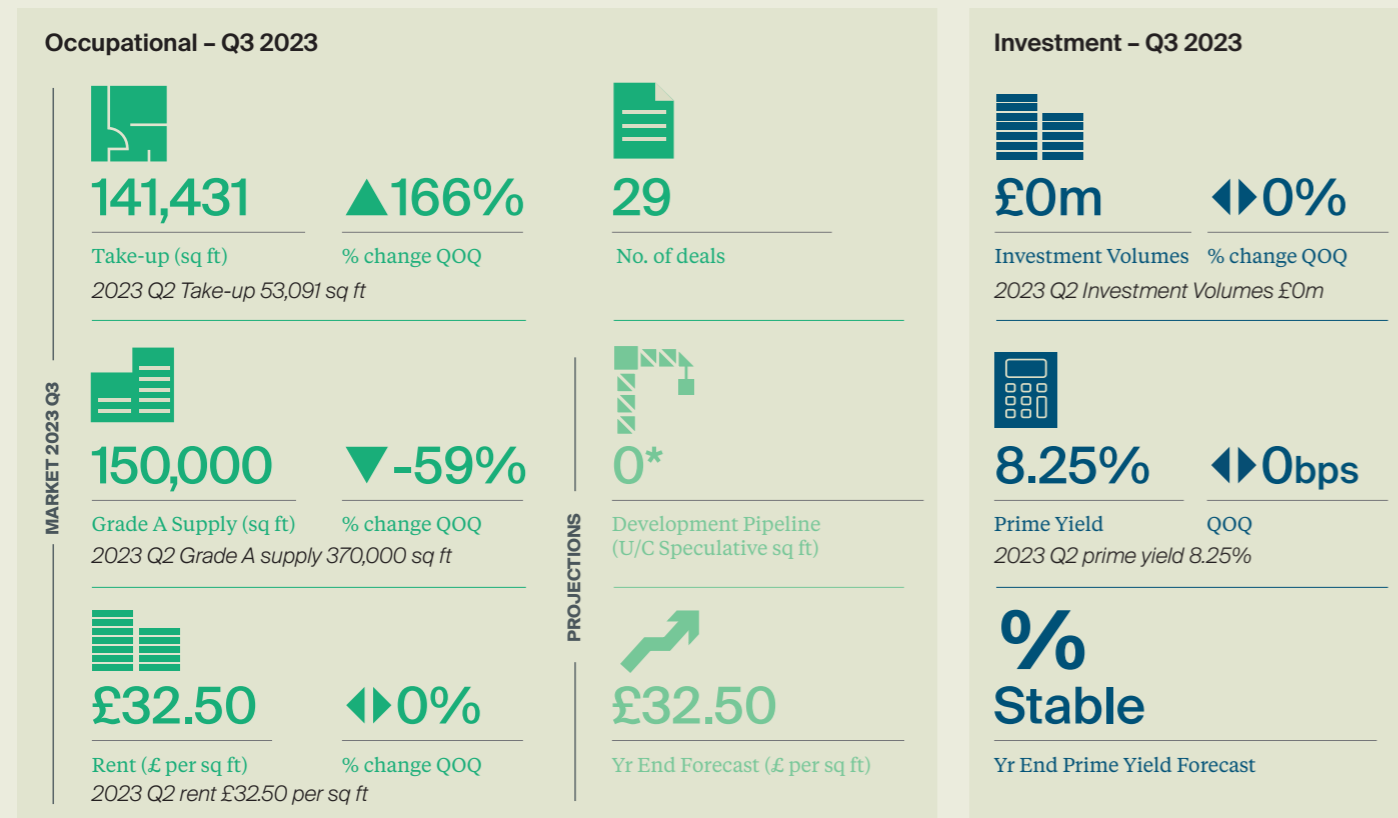 Occupational – Q3 2023
MARKET 2023 Q3
141,431
▲166%
Take-up (sq ft)
% change QOQ
2023 Q2 Take-up 53,091 sq ft
29
No. of deals
150,000
▼-59%
Grade A Supply (sq ft)
% change QOQ
2023 Q2 Grade A supply 370,000 sq ft
£32.50
0%
Rent (£ per sq ft)
% change QOQ
2023 Q2 rent £32.50 per sq ft
PROJECTIONS
0*
Development Pipeline
(U/C Speculative sq ft)
£32.50
Yr End Forecast (£ per sq ft)
Investment – Q3 2023
£0m
0%
Investment Volumes
% change QOQ
2023 Q2 Investment Volumes £0m
8.25%
0bps
Prime Yield
QOQ
2023 Q2 prime yield 8.25%
%
Stable
Yr End Prime Yield Forecast